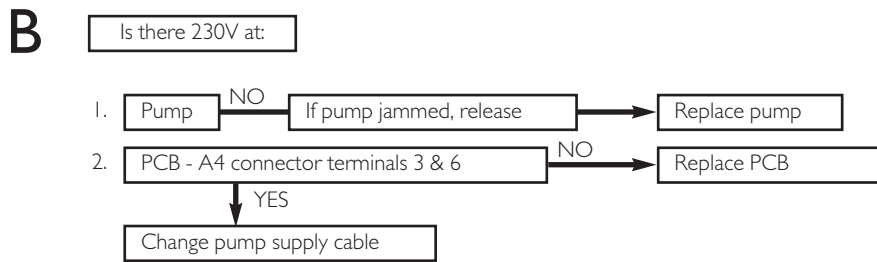 B
Is there 230V at:
1. Pump NO If pump jammed, release Replace pump
2. PCB - A4 connector terminals 3 & 6 NO Replace PCB
YES
Change pump supply cable